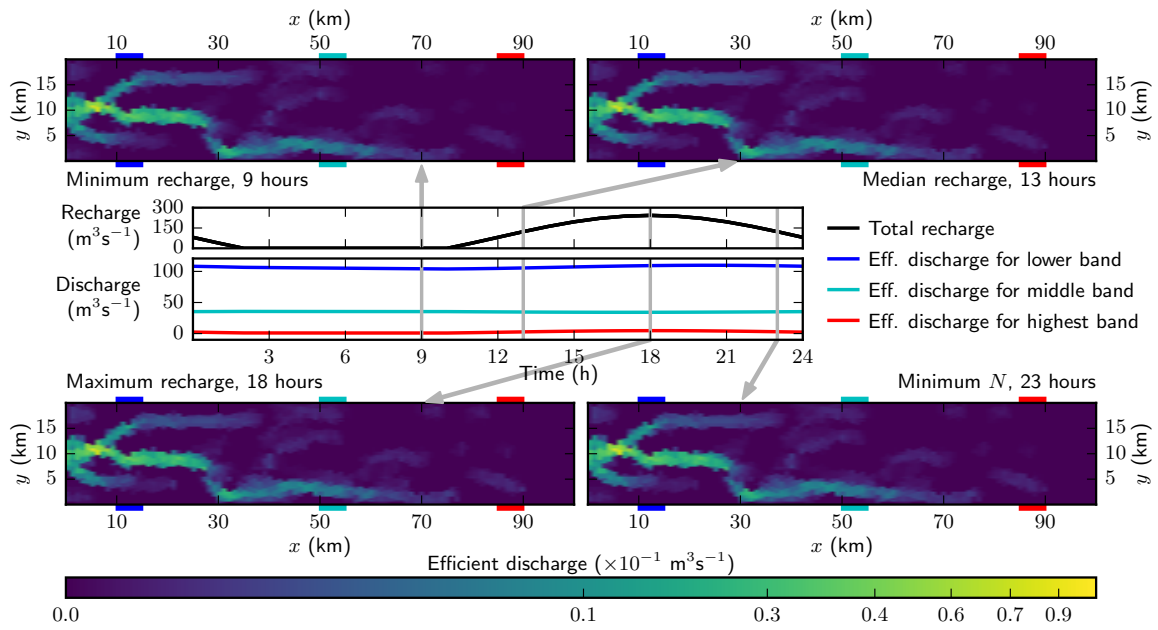 x (km)
x (km)
10 30 50 70 90
10 30 50 70 90
y (km)
15
10
5
15
10
5
y (km)
Minimum recharge, 9 hours
Median recharge, 13 hours
Recharge
(m³s⁻¹)
300
150
0
Discharge
(m³s⁻¹)
100
50
0
3 6 9 12 15 18 21 24
Time (h)
Total recharge
Eff. discharge for lower band
Eff. discharge for middle band
Eff. discharge for highest band
Maximum recharge, 18 hours
Minimum N, 23 hours
y (km)
15
10
5
15
10
5
y (km)
10 30 50 70 90
10 30 50 70 90
x (km)
x (km)
Efficient discharge (×10⁻¹ m³s⁻¹)
0.0 0.1 0.3 0.4 0.6 0.7 0.9